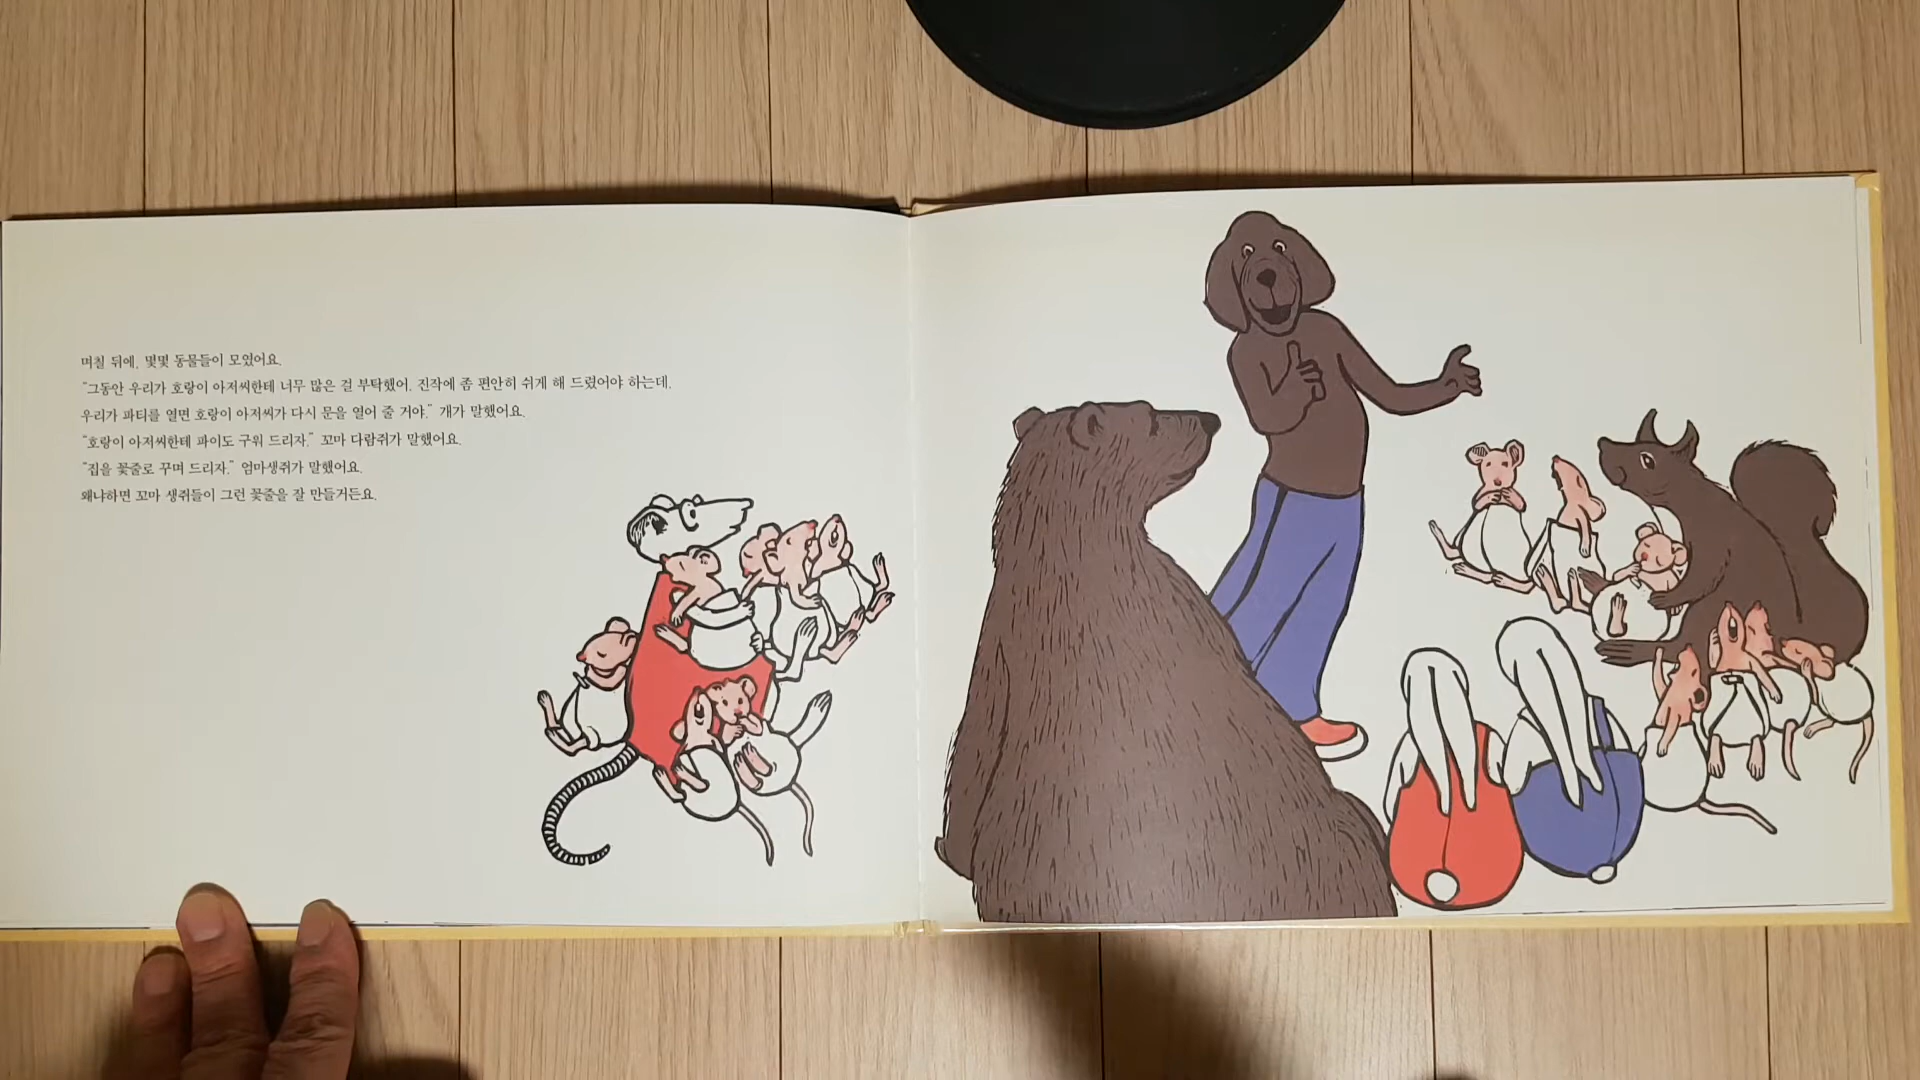 며칠 뒤에, 몇몇 동물들이 모였어요.
"그동안 우리가 호랑이 아저씨한테 너무 많은 걸 부탁했어. 진작에 좀 편안히 쉬게 해 드렸어야 하는데,
우리가 파티를 열면 호랑이 아저씨가 다시 문을 열어 줄 거야." 개가 말했어요.
"호랑이 아저씨한테 파이도 구워 드리자." 꼬마 다람쥐가 말했어요.
"집을 꽃줄로 꾸며 드리자." 엄마생쥐가 말했어요.
왜냐하면 꼬마 생쥐들이 그런 꽃줄을 잘 만들거든요.